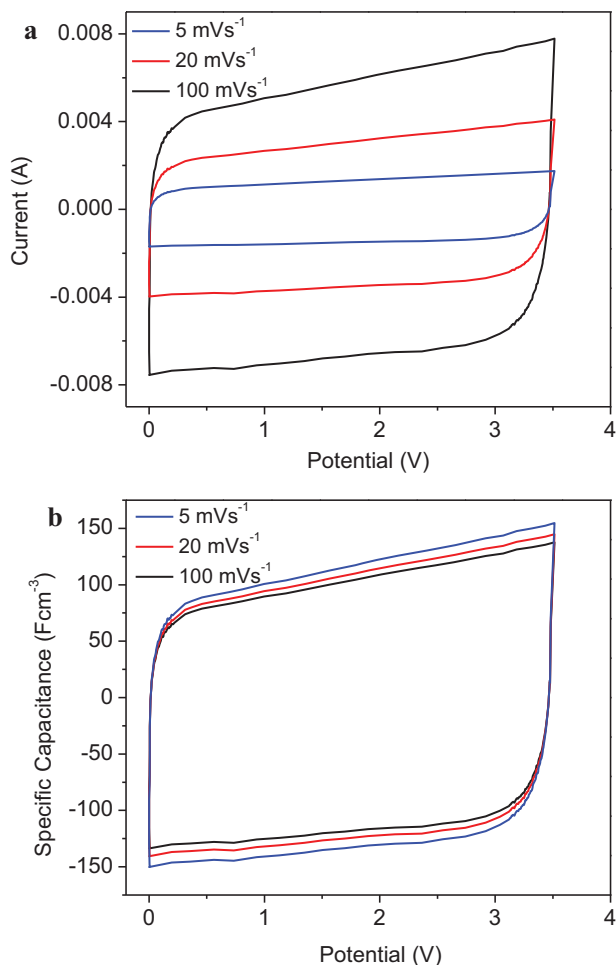 a
5 mVs⁻¹
20 mVs⁻¹
100 mVs⁻¹
0.008
0.004
0.000
-0.004
-0.008
Current (A)
0 1 2 3 4
Potential (V)
b
5 mVs⁻¹
20 mVs⁻¹
100 mVs⁻¹
150
100
50
0
-50
-100
-150
Specific Capacitance (Fcm⁻³)
0 1 2 3 4
Potential (V)